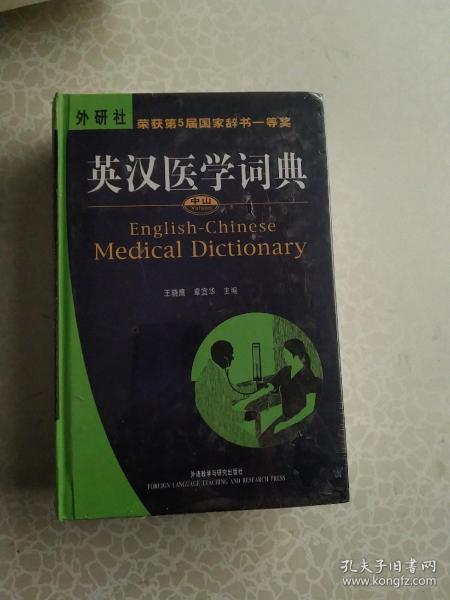 外研社
荣获第5届国家辞书一等奖
英汉医学词典
中山
English-Chinese
Medical Dictionary
王晓鹰 章宜华 主编
外语教学与研究出版社
FOREIGN LANGUAGE TEACHING AND RESEARCH PRESS
孔夫子旧书网
www.kongfz.com